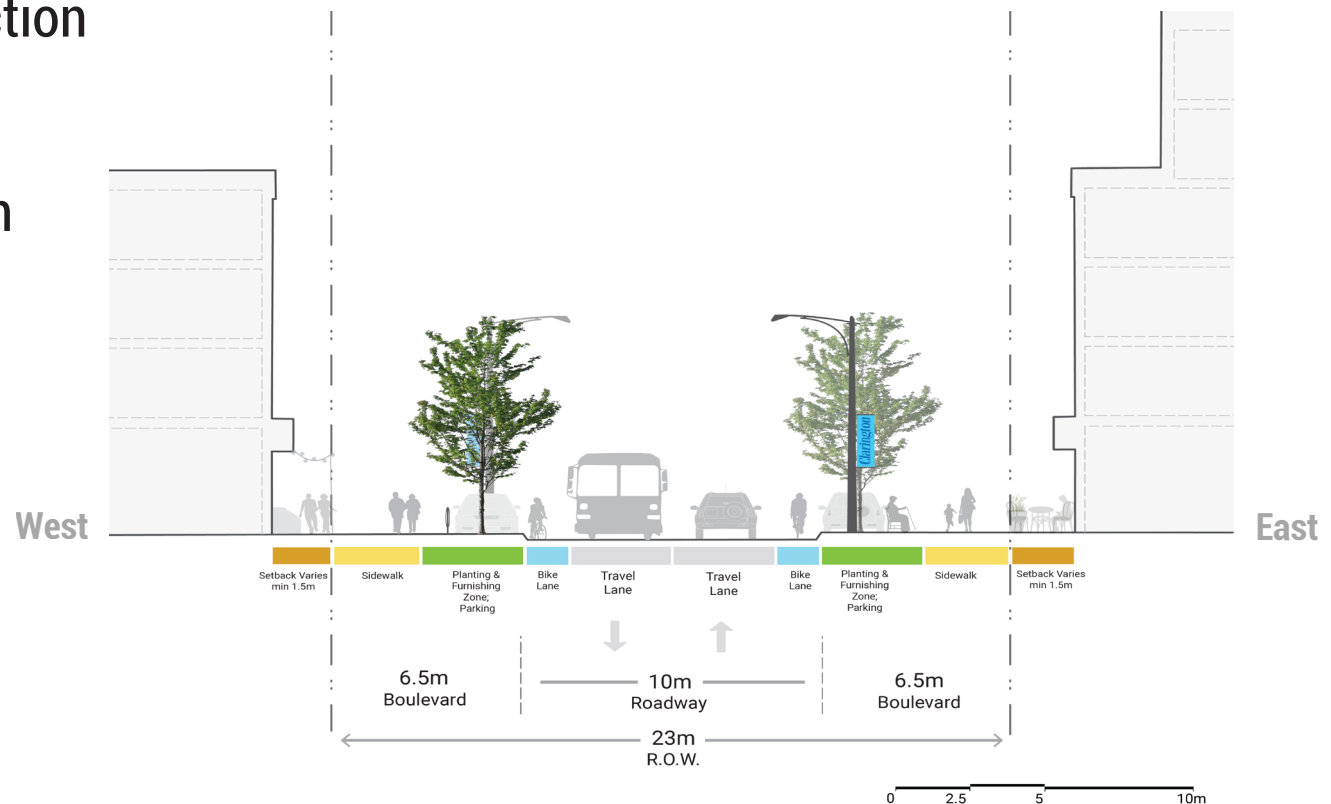 Clarington
West
East
Setback Varies
min 1.5m
Sidewalk
Planting &
Furnishing
Zone;
Parking
Bike
Lane
Travel
Lane
Travel
Lane
Bike
Lane
Planting &
Furnishing
Zone;
Parking
Sidewalk
Setback Varies
min 1.5m
6.5m
Boulevard
10m
Roadway
6.5m
Boulevard
23m
R.O.W.
0 2.5 5 10m